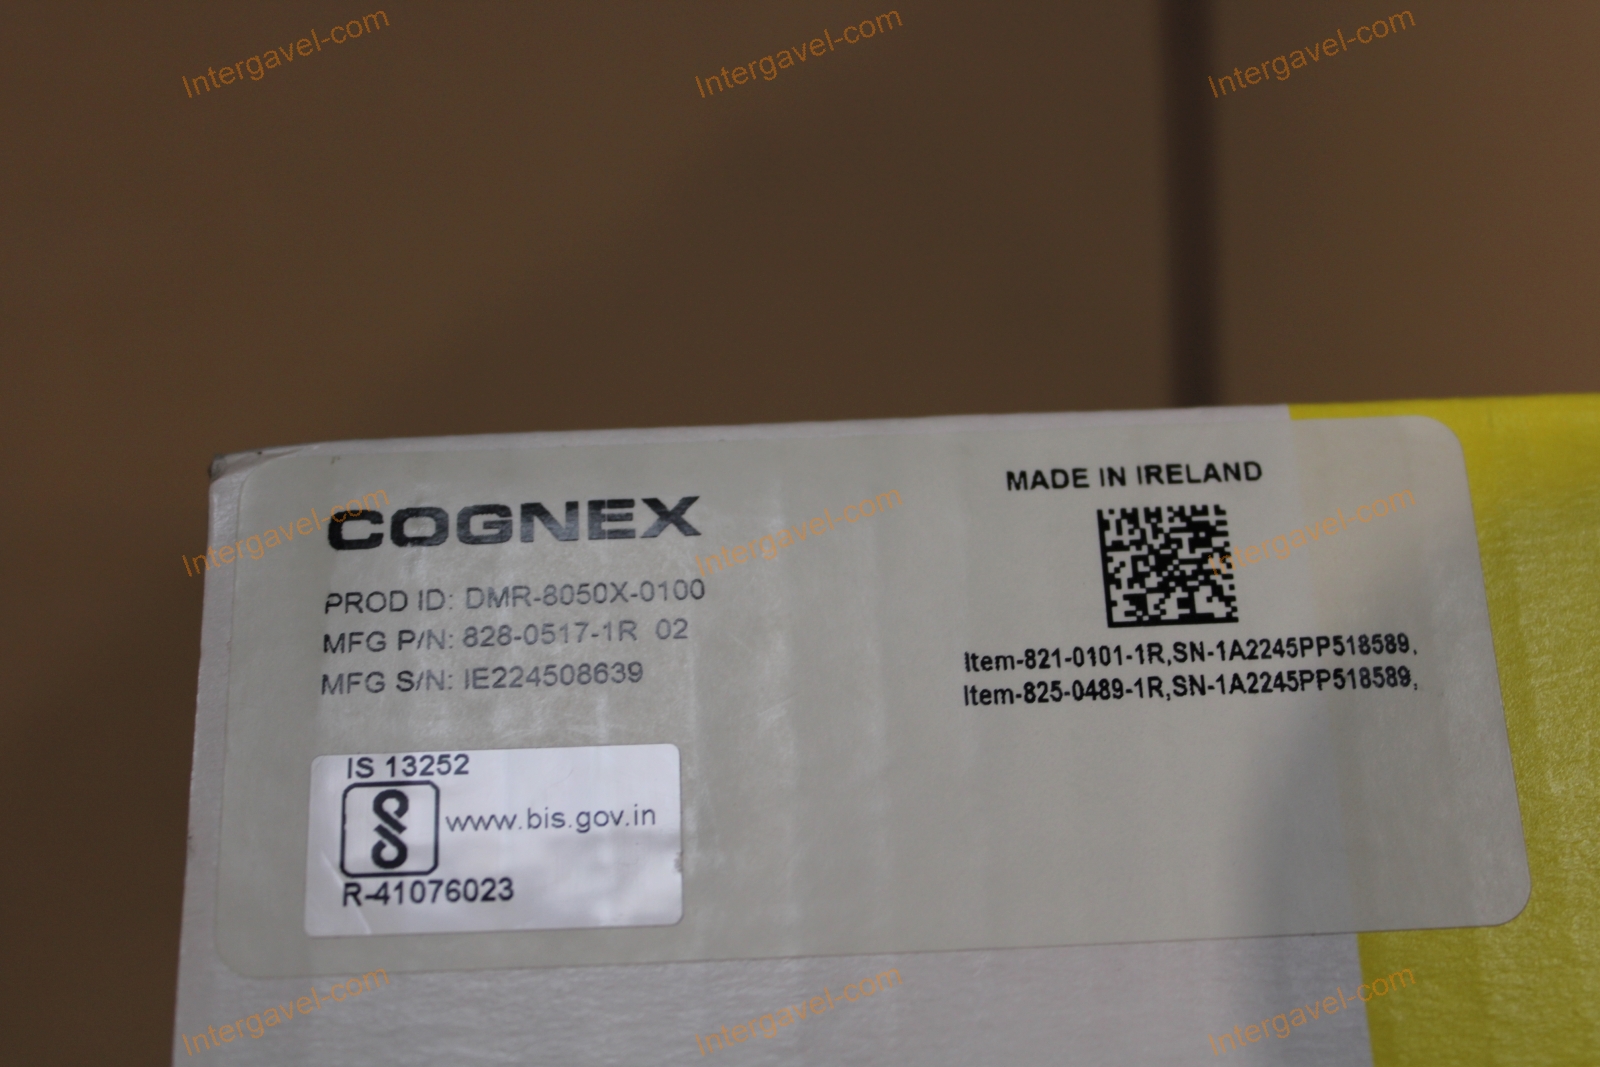 Intergavel-com Intergavel-com Intergavel-com
COGNEX
PROD ID: DMR-8050X-0100
MFG P/N: 828-0517-1R 02
MFG S/N: IE224508639
MADE IN IRELAND
Item-821-0101-1R,SN-1A2245PP518589,
Item-825-0489-1R,SN-1A2245PP518589,
IS 13252
www.bis.gov.in
R-41076023
Intergavel-com Intergavel-com Intergavel-com
Intergavel-com Intergavel-com Intergavel-com